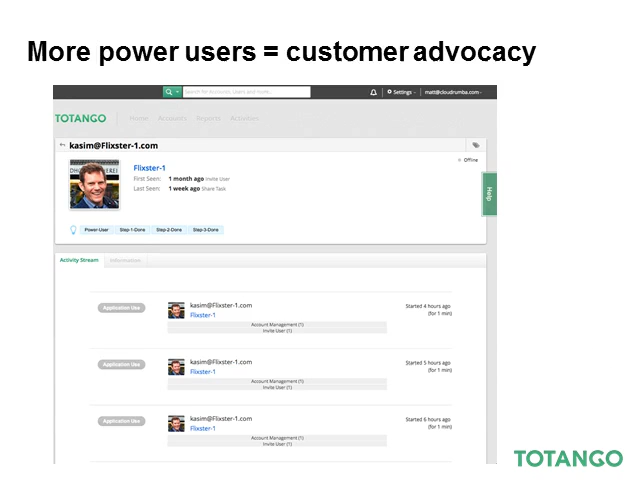 More power users = customer advocacy
Search for Accounts, Users and more...
Settings
matt@cloudrumba.com
TOTANGO
Home Accounts Reports Activities
kasim@Flixster-1.com
Offline
Flixster-1
First Seen: 1 month ago Invite User
Last Seen: 1 week ago Share Task
Help
Power-User Step-1-Done Step-2-Done Step-3-Done
Activity Stream Information
Application Use
kasim@Flixster-1.com
Flixster-1
Started 4 hours ago
(for 1 min)
Account Management (1)
Invite User (1)
Application Use
kasim@Flixster-1.com
Flixster-1
Started 5 hours ago
(for 1 min)
Account Management (1)
Invite User (1)
Application Use
kasim@Flixster-1.com
Flixster-1
Started 6 hours ago
(for 1 min)
Account Management (1)
Invite User (1)
TOTANGO